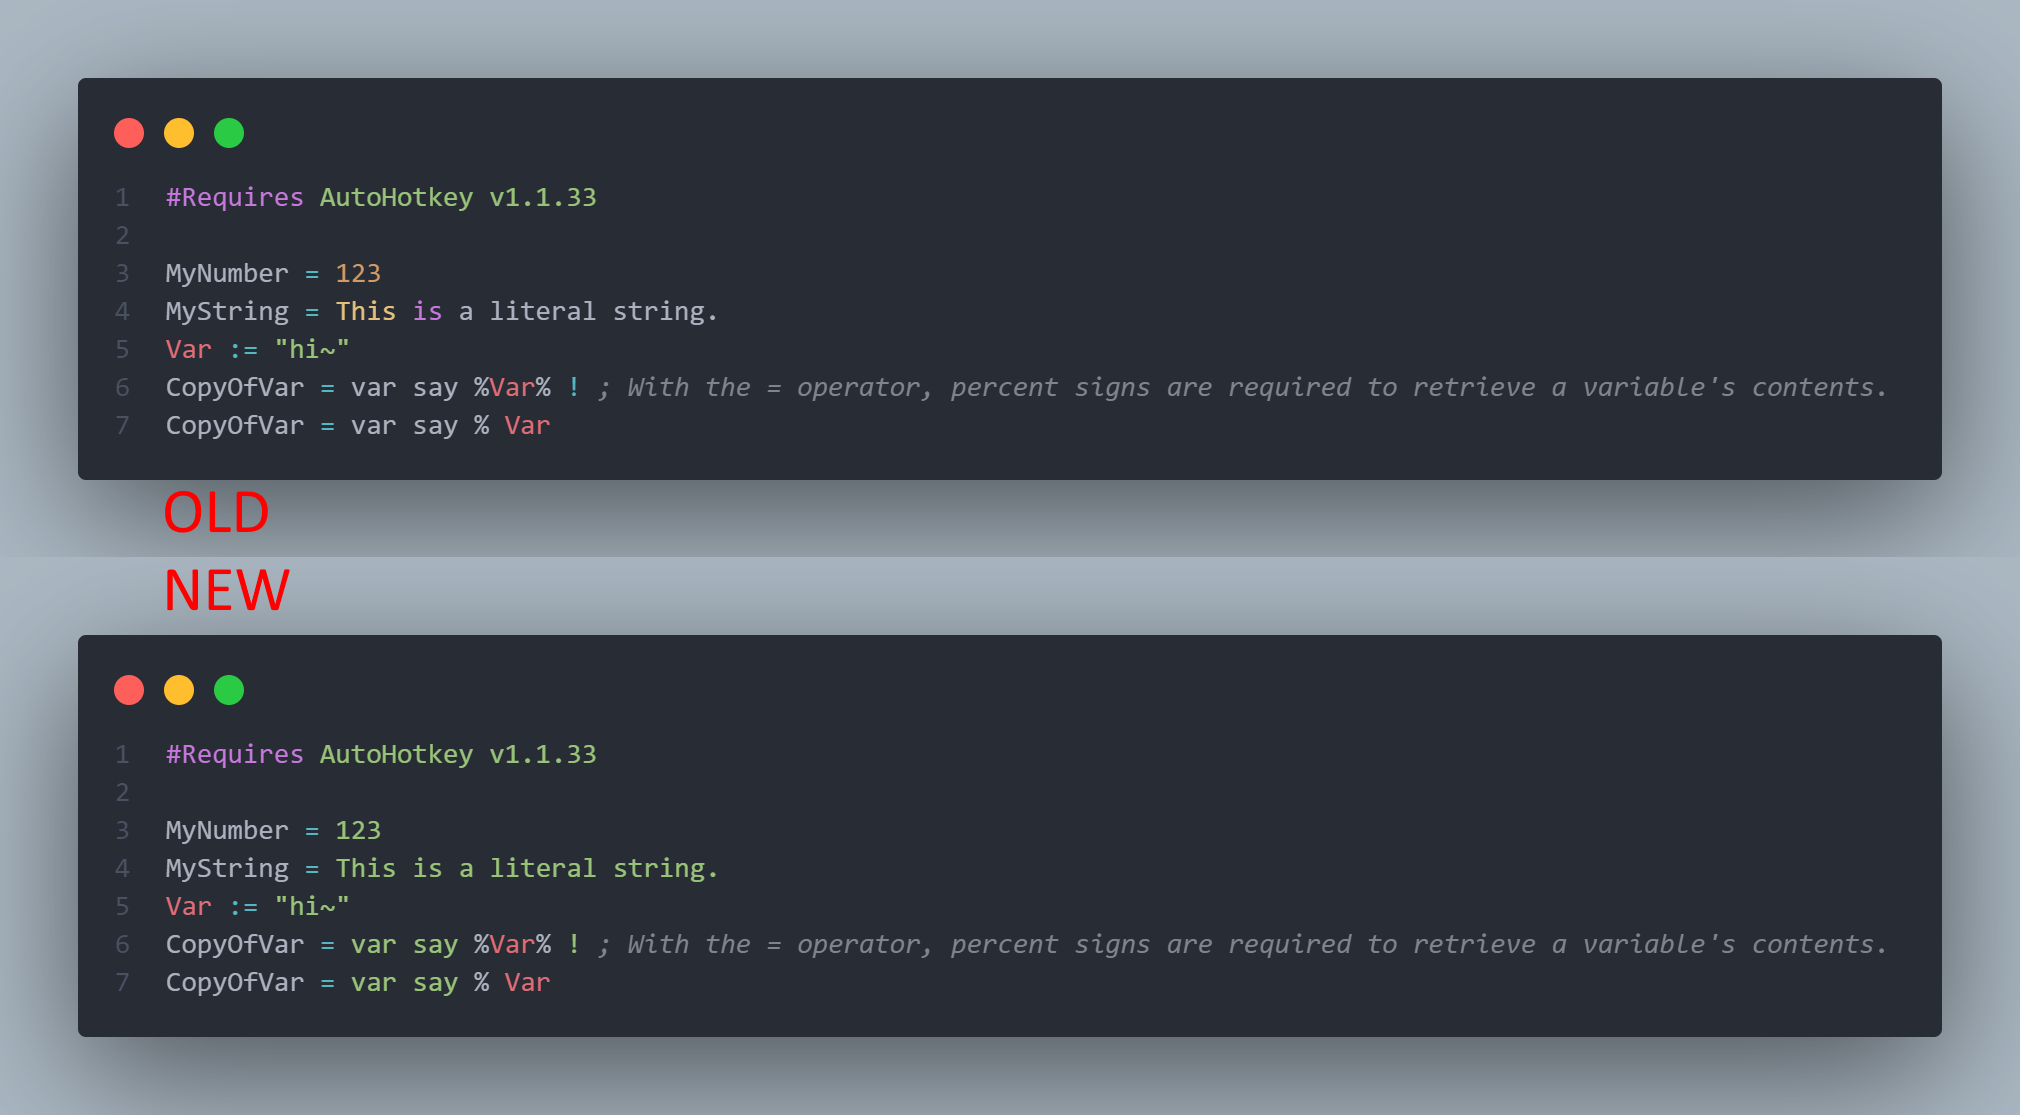 1 #Requires AutoHotkey v1.1.33
2
3 MyNumber = 123
4 MyString = This is a literal string.
5 Var := "hi~"
6 CopyOfVar = var say %Var% ! ; With the = operator, percent signs are required to retrieve a variable's contents.
7 CopyOfVar = var say % Var
OLD
NEW
1 #Requires AutoHotkey v1.1.33
2
3 MyNumber = 123
4 MyString = This is a literal string.
5 Var := "hi~"
6 CopyOfVar = var say %Var% ! ; With the = operator, percent signs are required to retrieve a variable's contents.
7 CopyOfVar = var say % Var